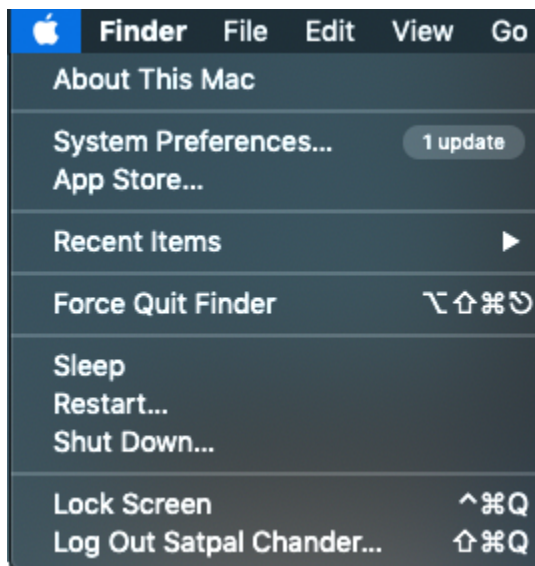 Finder File Edit View Go
About This Mac
System Preferences... 1 update
App Store...
Recent Items ▶
Force Quit Finder ⌥⇧⌘⎋
Sleep
Restart...
Shut Down...
Lock Screen ^⌘Q
Log Out Satpal Chander... ⇧⌘Q